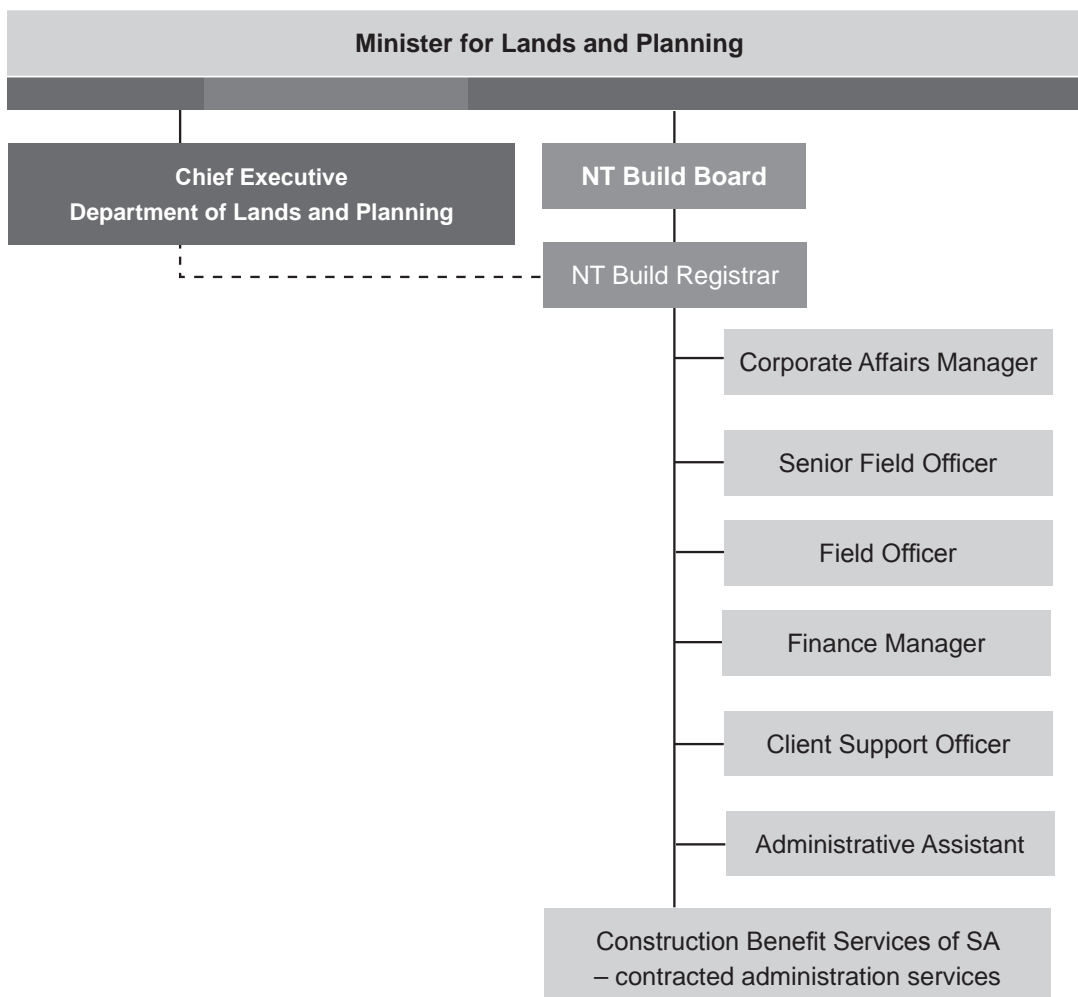 Minister for Lands and Planning
Chief Executive
Department of Lands and Planning
NT Build Board
NT Build Registrar
Corporate Affairs Manager
Senior Field Officer
Field Officer
Finance Manager
Client Support Officer
Administrative Assistant
Construction Benefit Services of SA
– contracted administration services